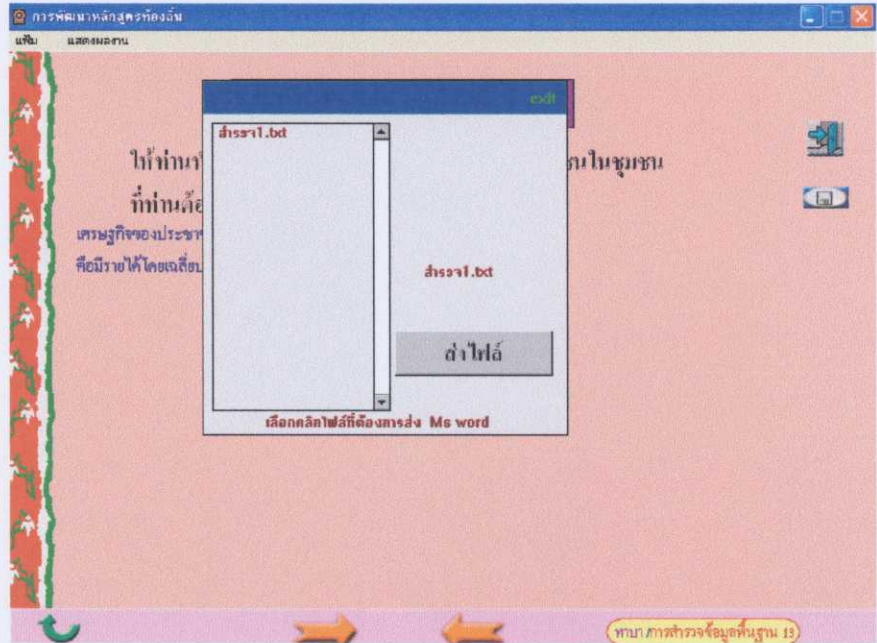 การพัฒนาหลักสูตรท้องถิ่น
แฟ้ม แสดงผลงาน
exit
สำรวจ1.txt
ให้ท่าน
ในชุมชน
ที่ท่านต้อ
เศรษฐกิจของประชา
คือมีรายได้โดยเฉลี่ย
สำรวจ1.txt
ส่งไฟล์
เลือกคลิกไฟล์ที่ต้องการส่ง Ms word
การสำรวจข้อมูลพื้นฐาน 13